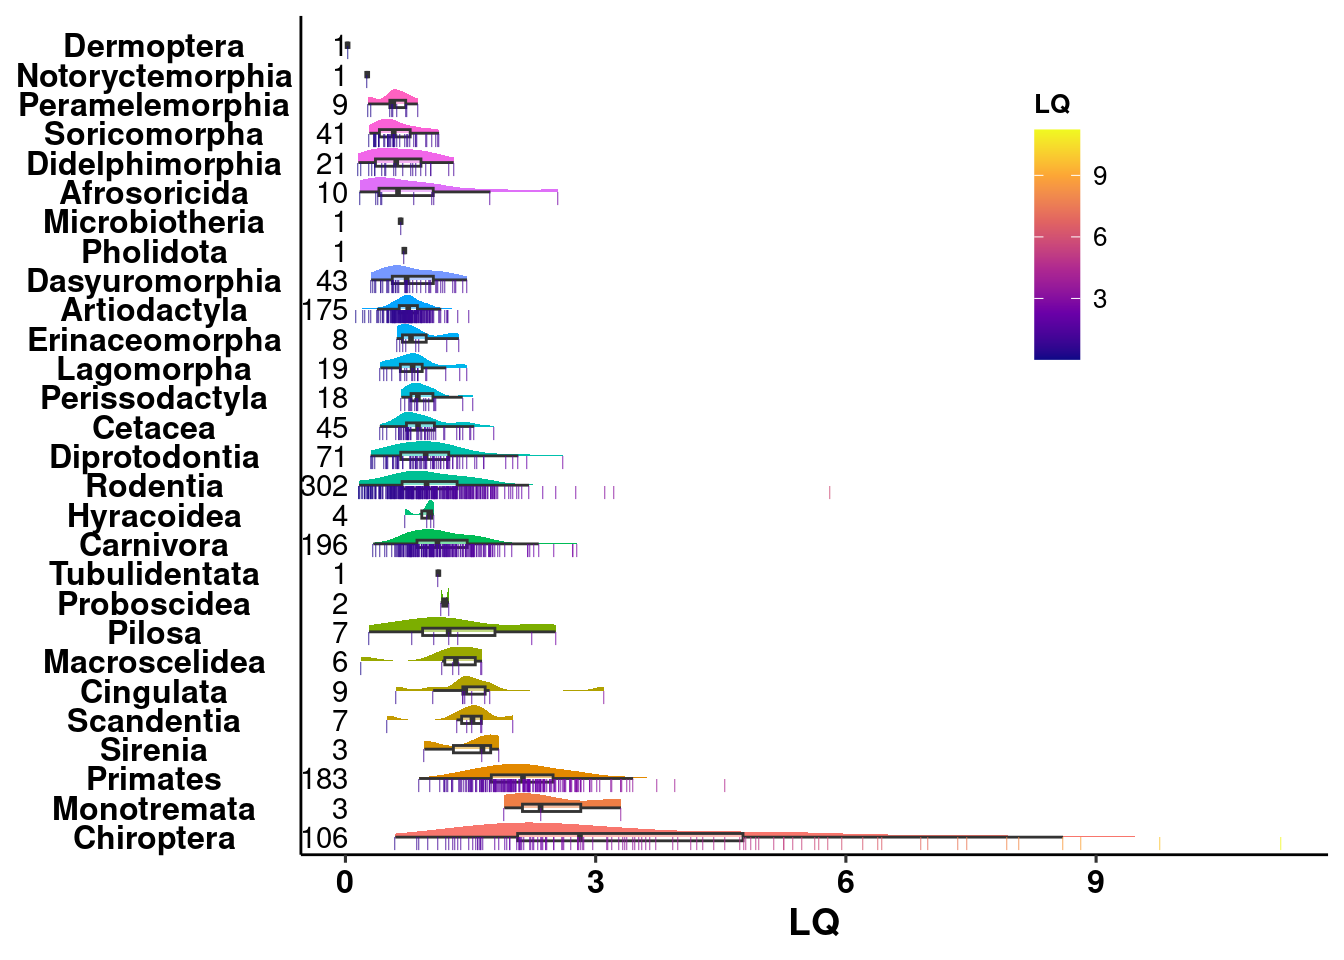 Dermoptera 1
Notoryctemorphia 1
Peramelemorphia 9
Soricomorpha 41
Didelphimorphia 21
Afrosoricida 10
Microbiotheria 1
Pholidota 1
Dasyuromorphia 43
Artiodactyla 175
Erinaceomorpha 8
Lagomorpha 19
Perissodactyla 18
Cetacea 45
Diprotodontia 71
Rodentia 302
Hyracoidea 4
Carnivora 196
Tubulidentata 1
Proboscidea 2
Pilosa 7
Macroscelidea 6
Cingulata 9
Scandentia 7
Sirenia 3
Primates 183
Monotremata 3
Chiroptera 106
0 3 6 9
LQ
LQ
9
6
3